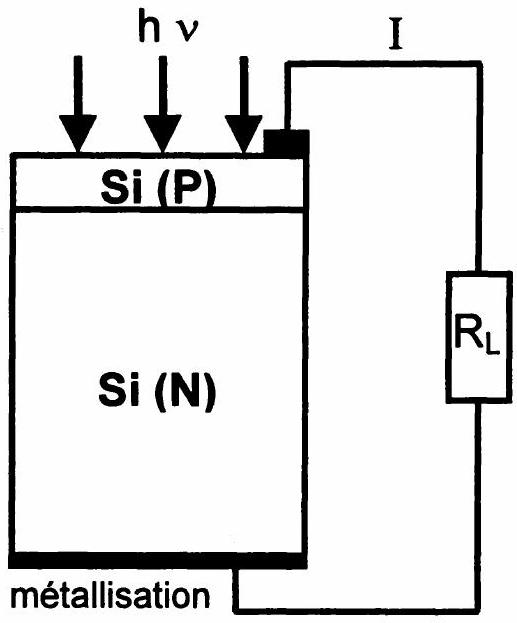 h ν
I
Si (P)
R_L
Si (N)
métallisation